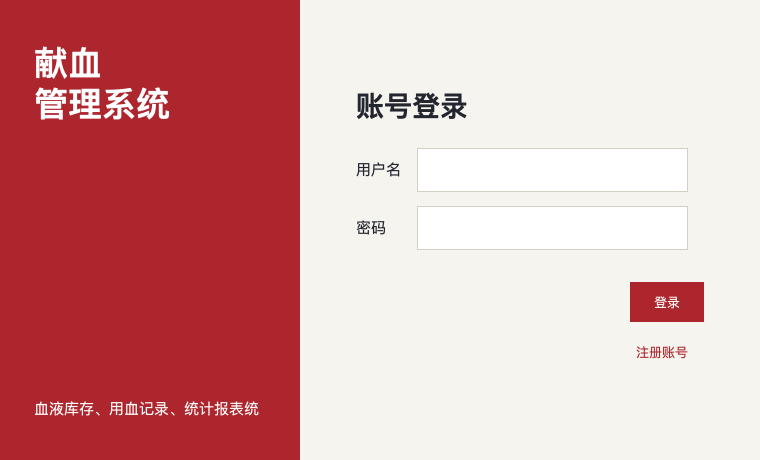 献血
管理系统
血液库存、用血记录、统计报表统
账号登录
用户名
密码
登录
注册账号